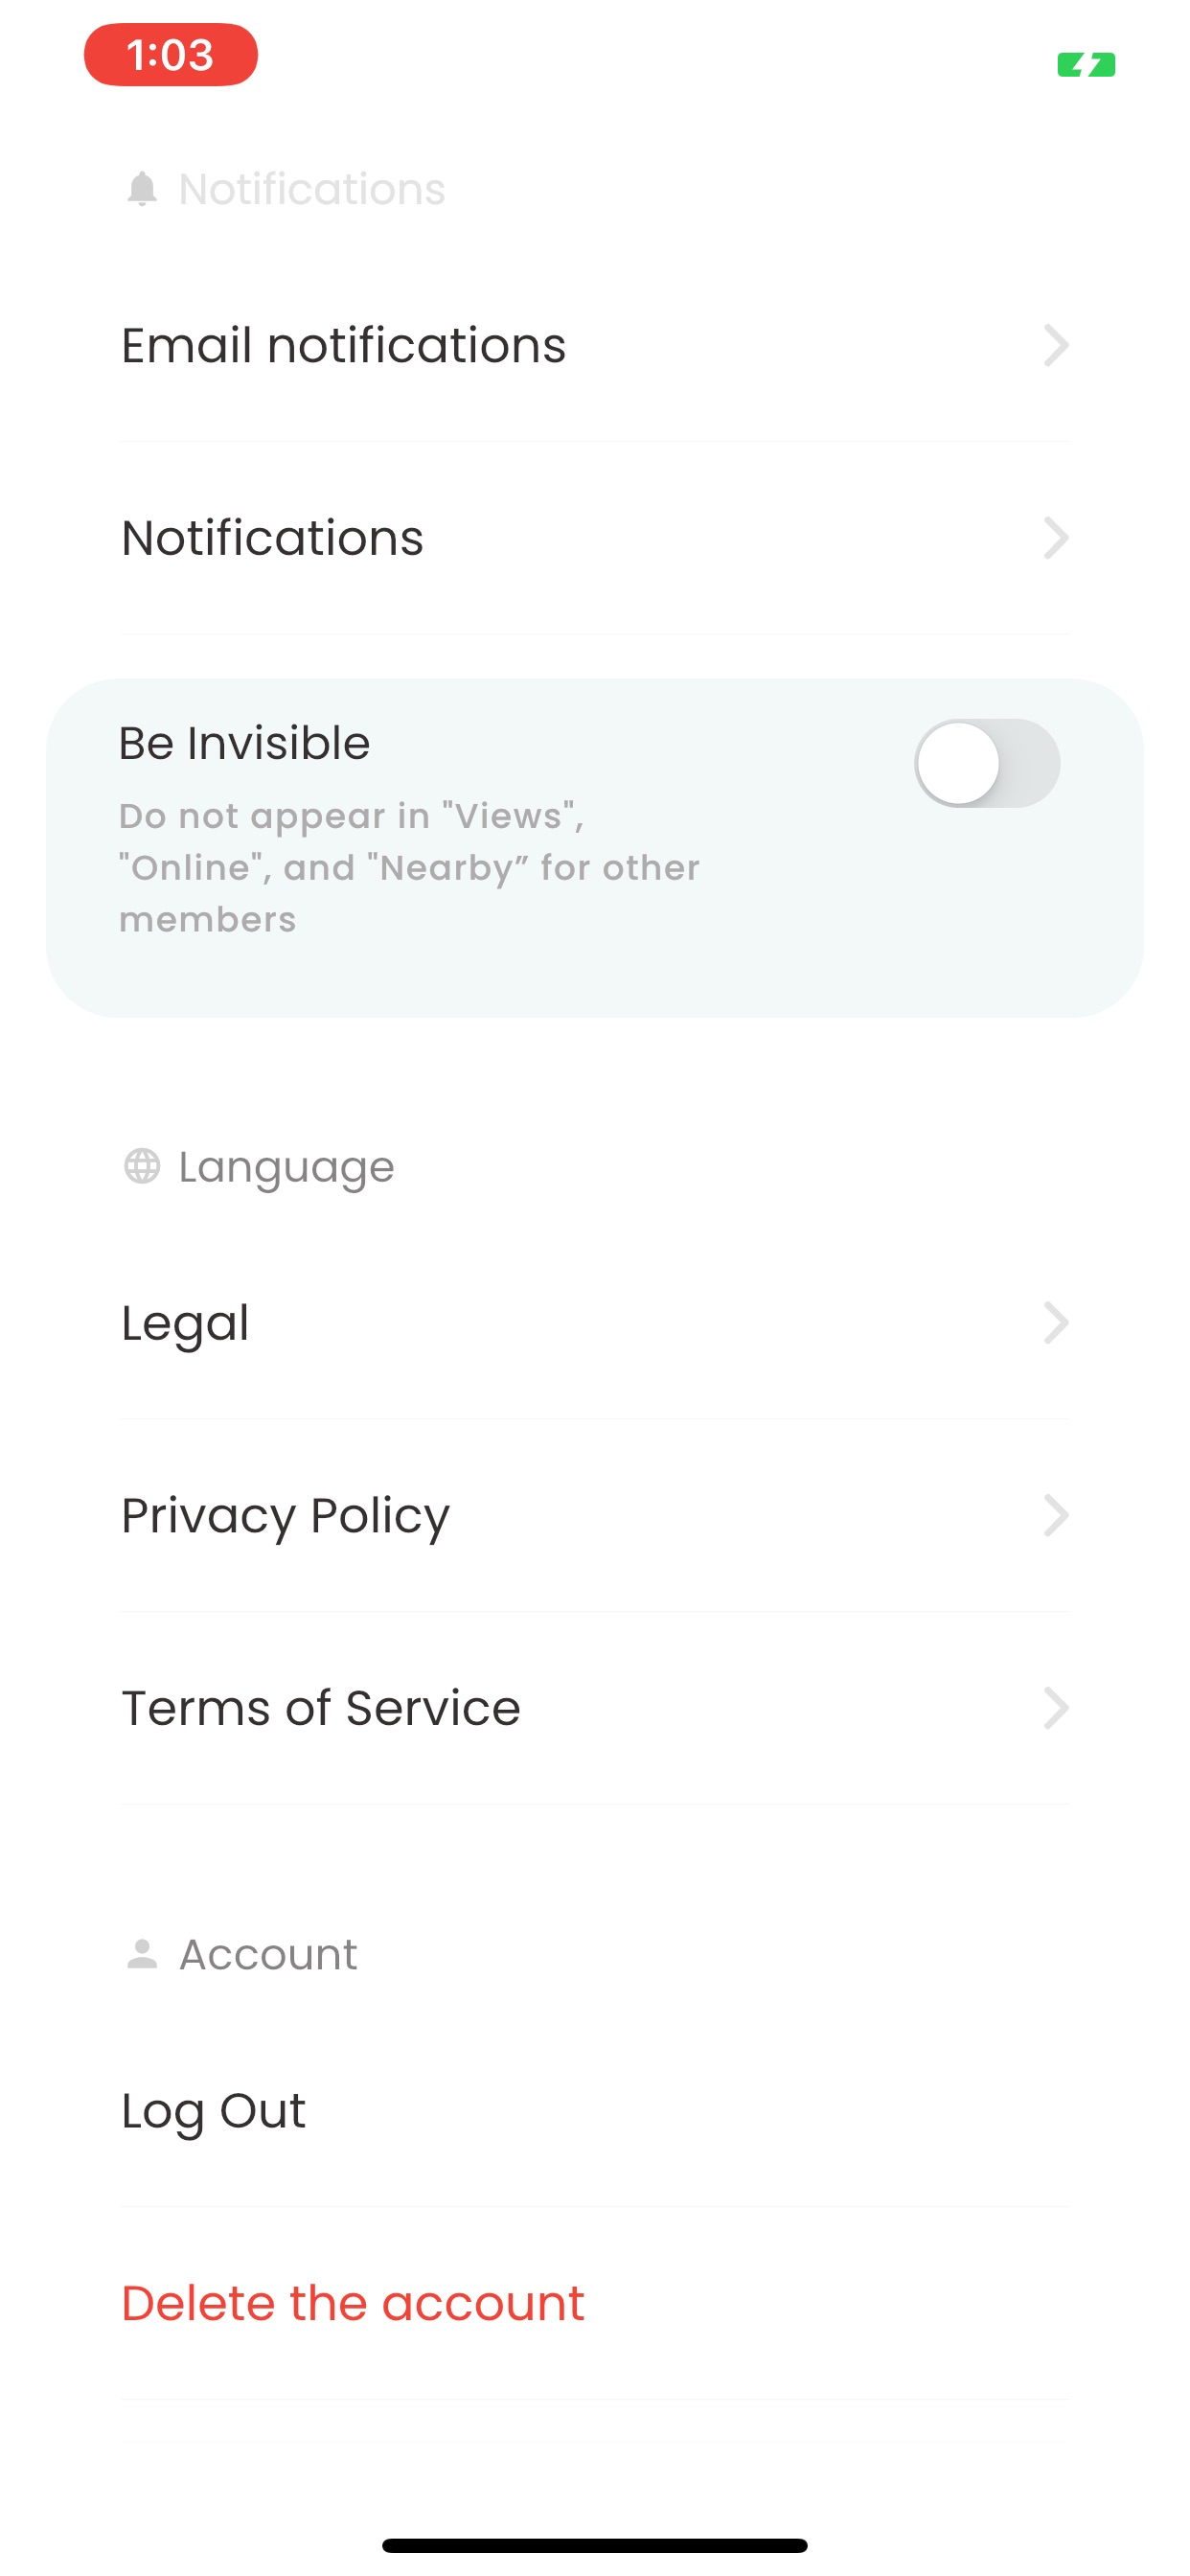 1:03
Notifications
Email notifications
Notifications
Be Invisible
Do not appear in "Views",
"Online", and "Nearby” for other
members
Language
Legal
Privacy Policy
Terms of Service
Account
Log Out
Delete the account